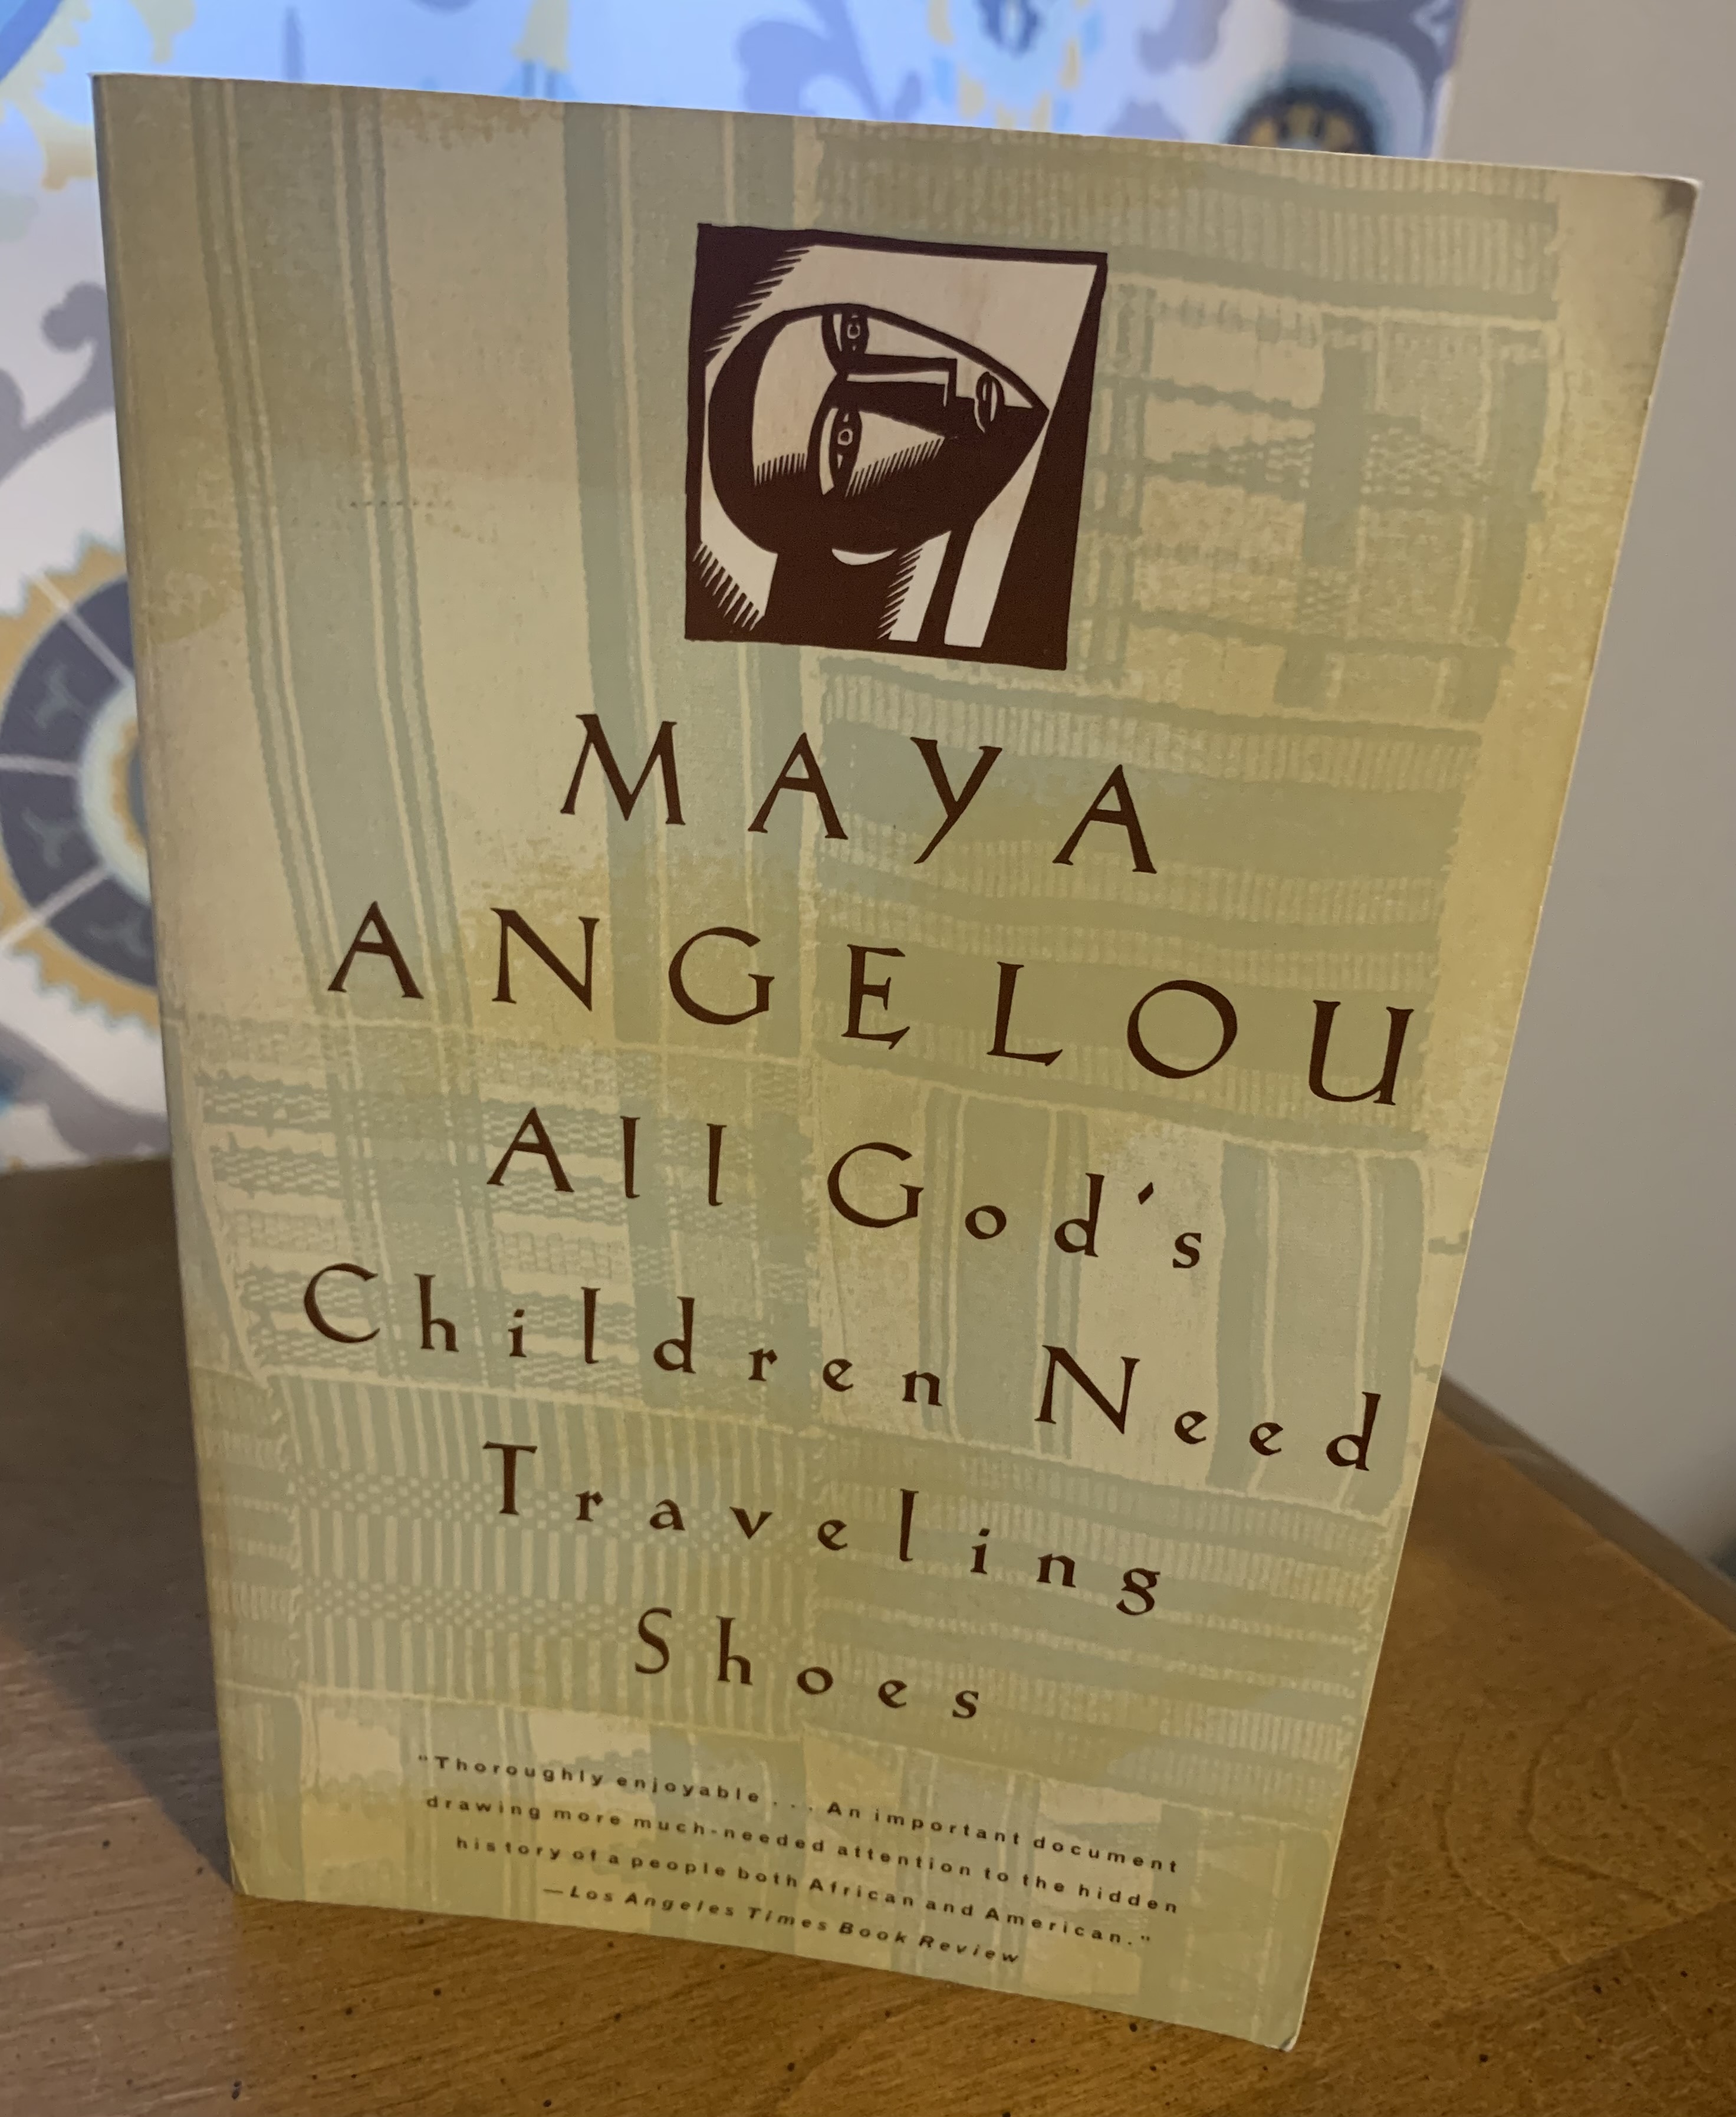 MAYA
ANGELOU
All God's
Children Need
Traveling
Shoes
"Thoroughly enjoyable . . . An important document
drawing more much-needed attention to the hidden
history of a people both African and American."
—Los Angeles Times Book Review